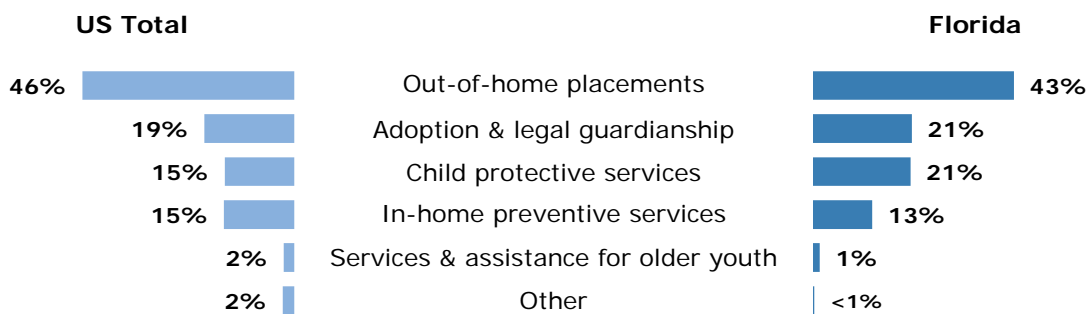 US Total Florida
46% Out-of-home placements 43%
19% Adoption & legal guardianship 21%
15% Child protective services 21%
15% In-home preventive services 13%
2% Services & assistance for older youth 1%
2% Other <1%